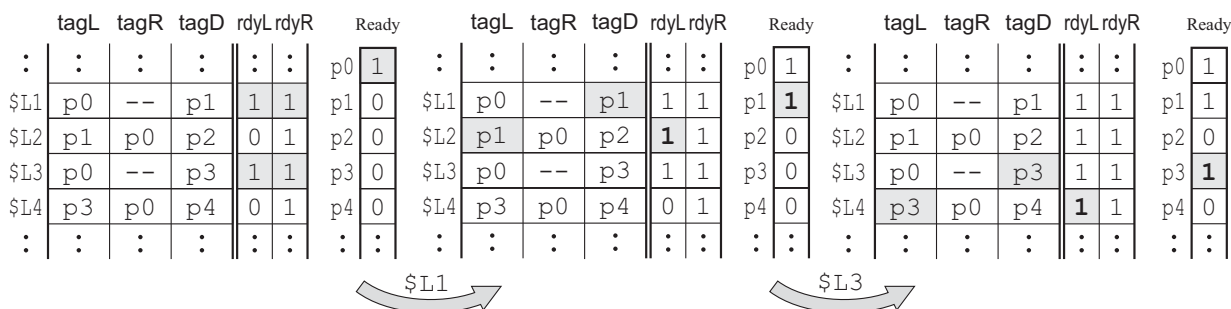 tagL tagR tagD rdyL rdyR Ready tagL tagR tagD rdyL rdyR Ready tagL tagR tagD rdyL rdyR Ready
: : : : : : p0 1 : : : : : : p0 1 : : : : : : p0 1
$L1 p0 -- p1 1 1 p1 0 $L1 p0 -- p1 1 1 p1 1 $L1 p0 -- p1 1 1 p1 1
$L2 p1 p0 p2 0 1 p2 0 $L2 p1 p0 p2 1 1 p2 0 $L2 p1 p0 p2 1 1 p2 0
$L3 p0 -- p3 1 1 p3 0 $L3 p0 -- p3 1 1 p3 0 $L3 p0 -- p3 1 1 p3 1
$L4 p3 p0 p4 0 1 p4 0 $L4 p3 p0 p4 0 1 p4 0 $L4 p3 p0 p4 1 1 p4 0
: : : : : : : : : : : : : : : : : : : : : : : :
$L1 $L3